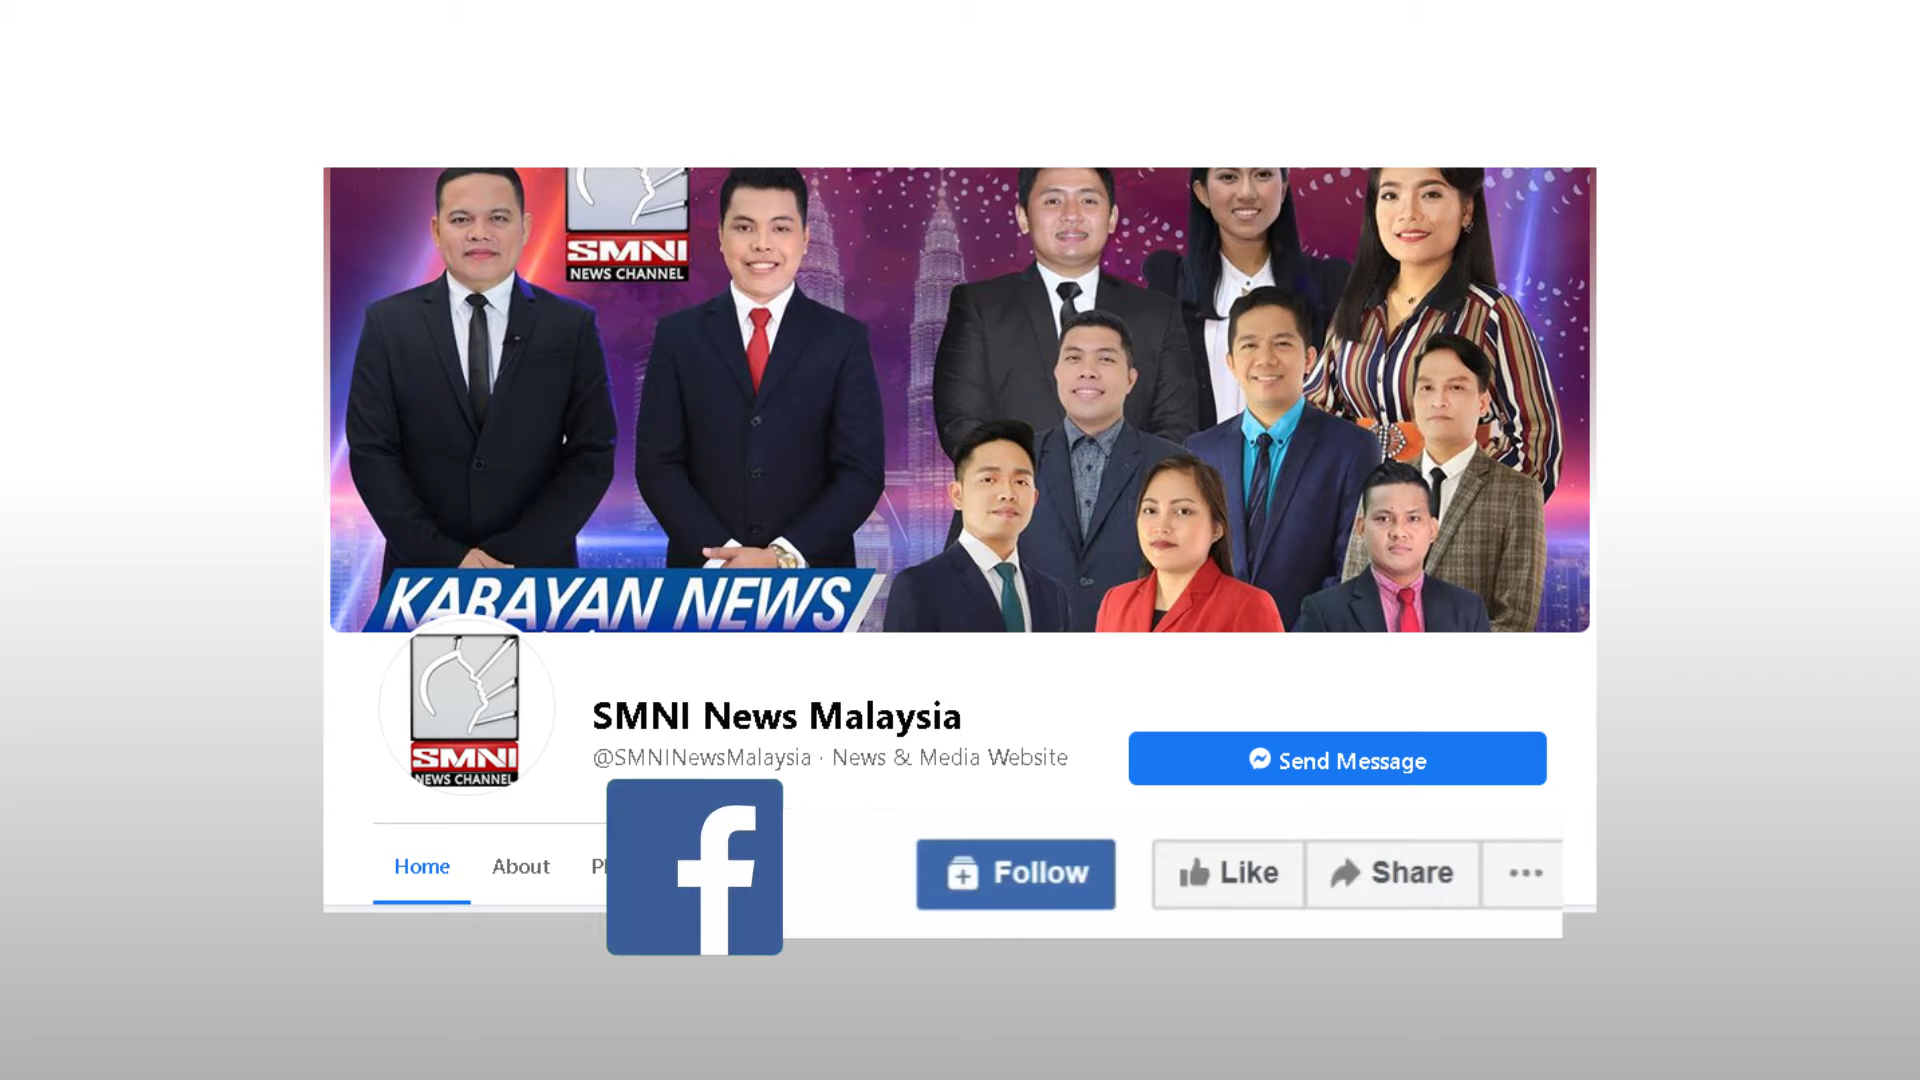 SMNI
NEWS CHANNEL
KABAYAN NEWS
SMNI
NEWS CHANNEL
SMNI News Malaysia
@SMNINewsMalaysia · News & Media Website
Send Message
Home
About
f
Follow
Like
Share